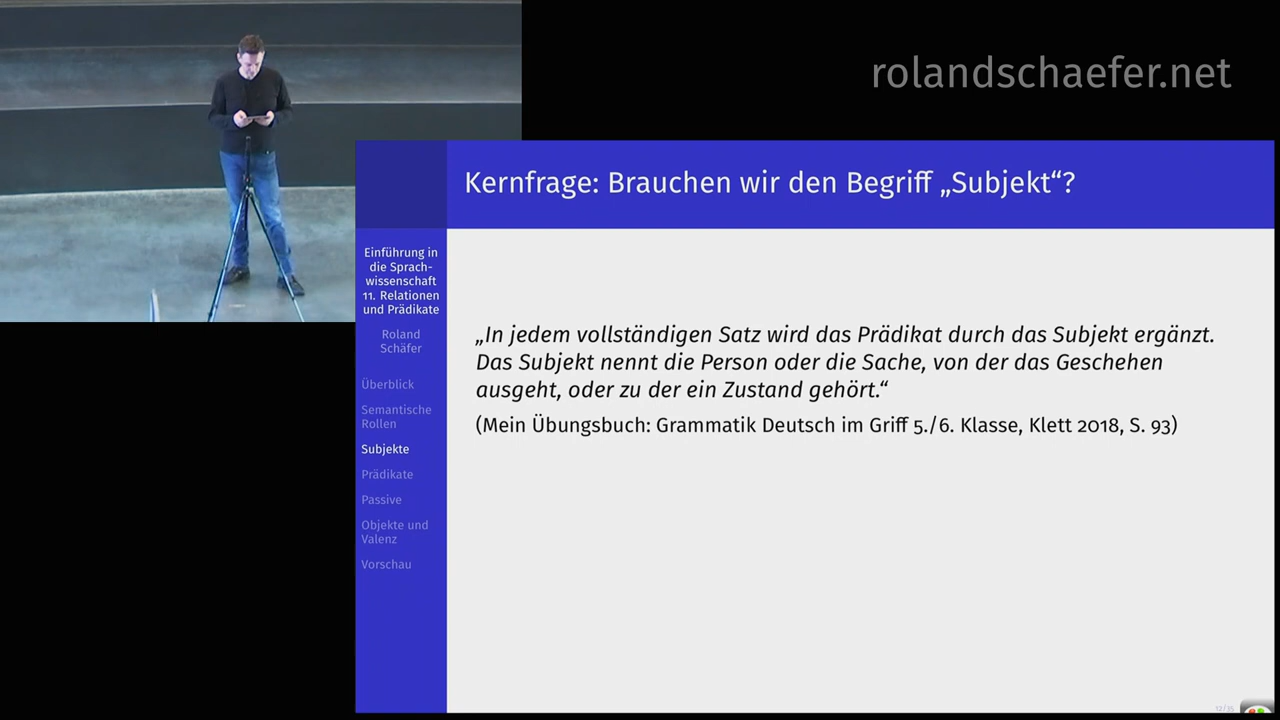 rolandschaefer.net
Kernfrage: Brauchen wir den Begriff „Subjekt“?
Einführung in
die Sprach-
wissenschaft
11. Relationen
und Prädikate
Roland
Schäfer
Überblick
Semantische
Rollen
Subjekte
Prädikate
Passive
Objekte und
Valenz
Vorschau
„In jedem vollständigen Satz wird das Prädikat durch das Subjekt ergänzt.
Das Subjekt nennt die Person oder die Sache, von der das Geschehen
ausgeht, oder zu der ein Zustand gehört.“
(Mein Übungsbuch: Grammatik Deutsch im Griff 5./6. Klasse, Klett 2018, S. 93)
12/35